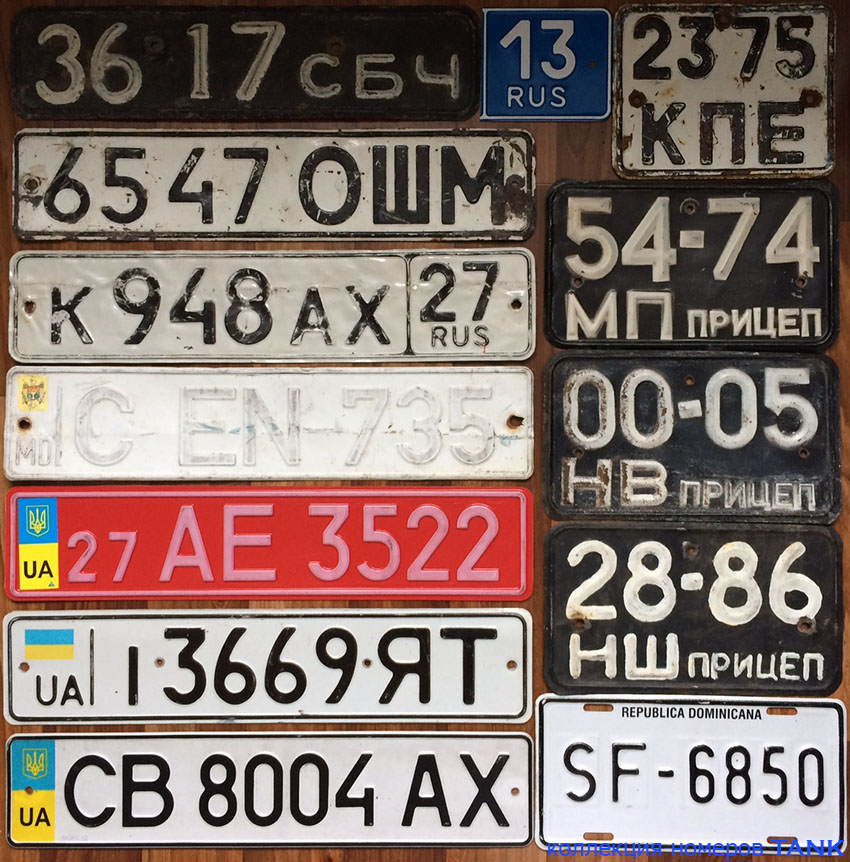 36 17 СБЧ
13
RUS
2375
КПЕ
6547 ОШМ
54-74
МП ПРИЦЕП
К 948 АХ 27
RUS
MD C EN 735
00-05
НВ ПРИЦЕП
UA 27 AE 3522
28-86
НШ ПРИЦЕП
UA І 3669 ЯТ
REPUBLICA DOMINICANA
SF-6850
UA CB 8004 AX
коллекция номеров TANK